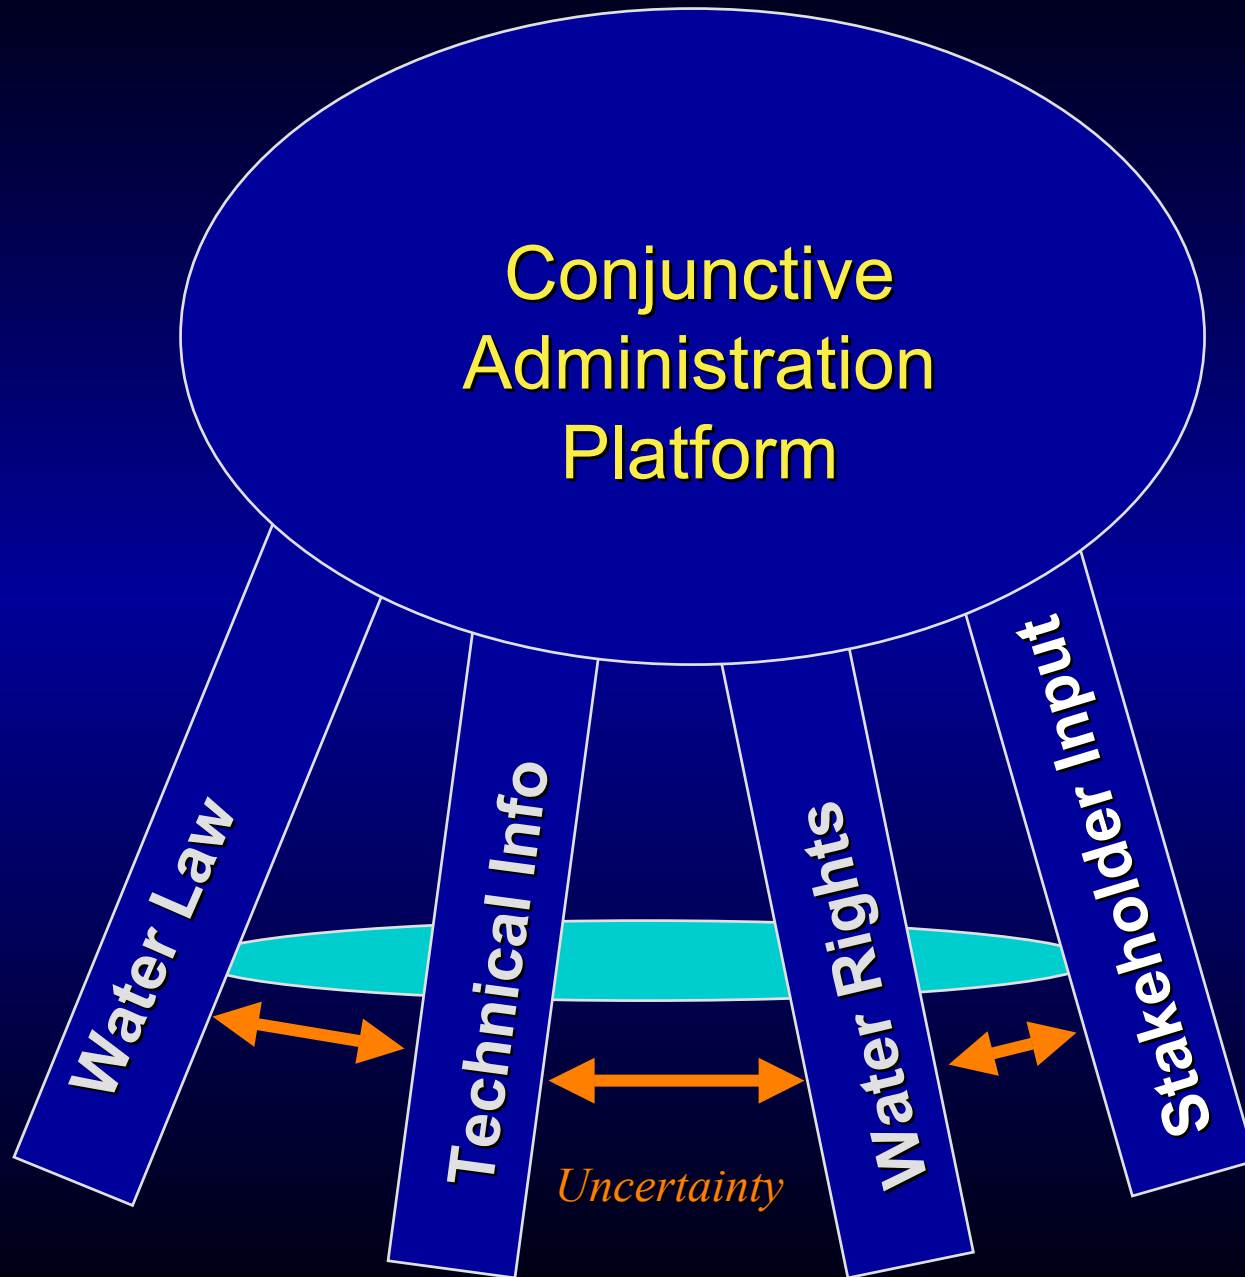 Conjunctive
Administration
Platform
Water Law
Technical Info
Water Rights
Stakeholder Input
Uncertainty